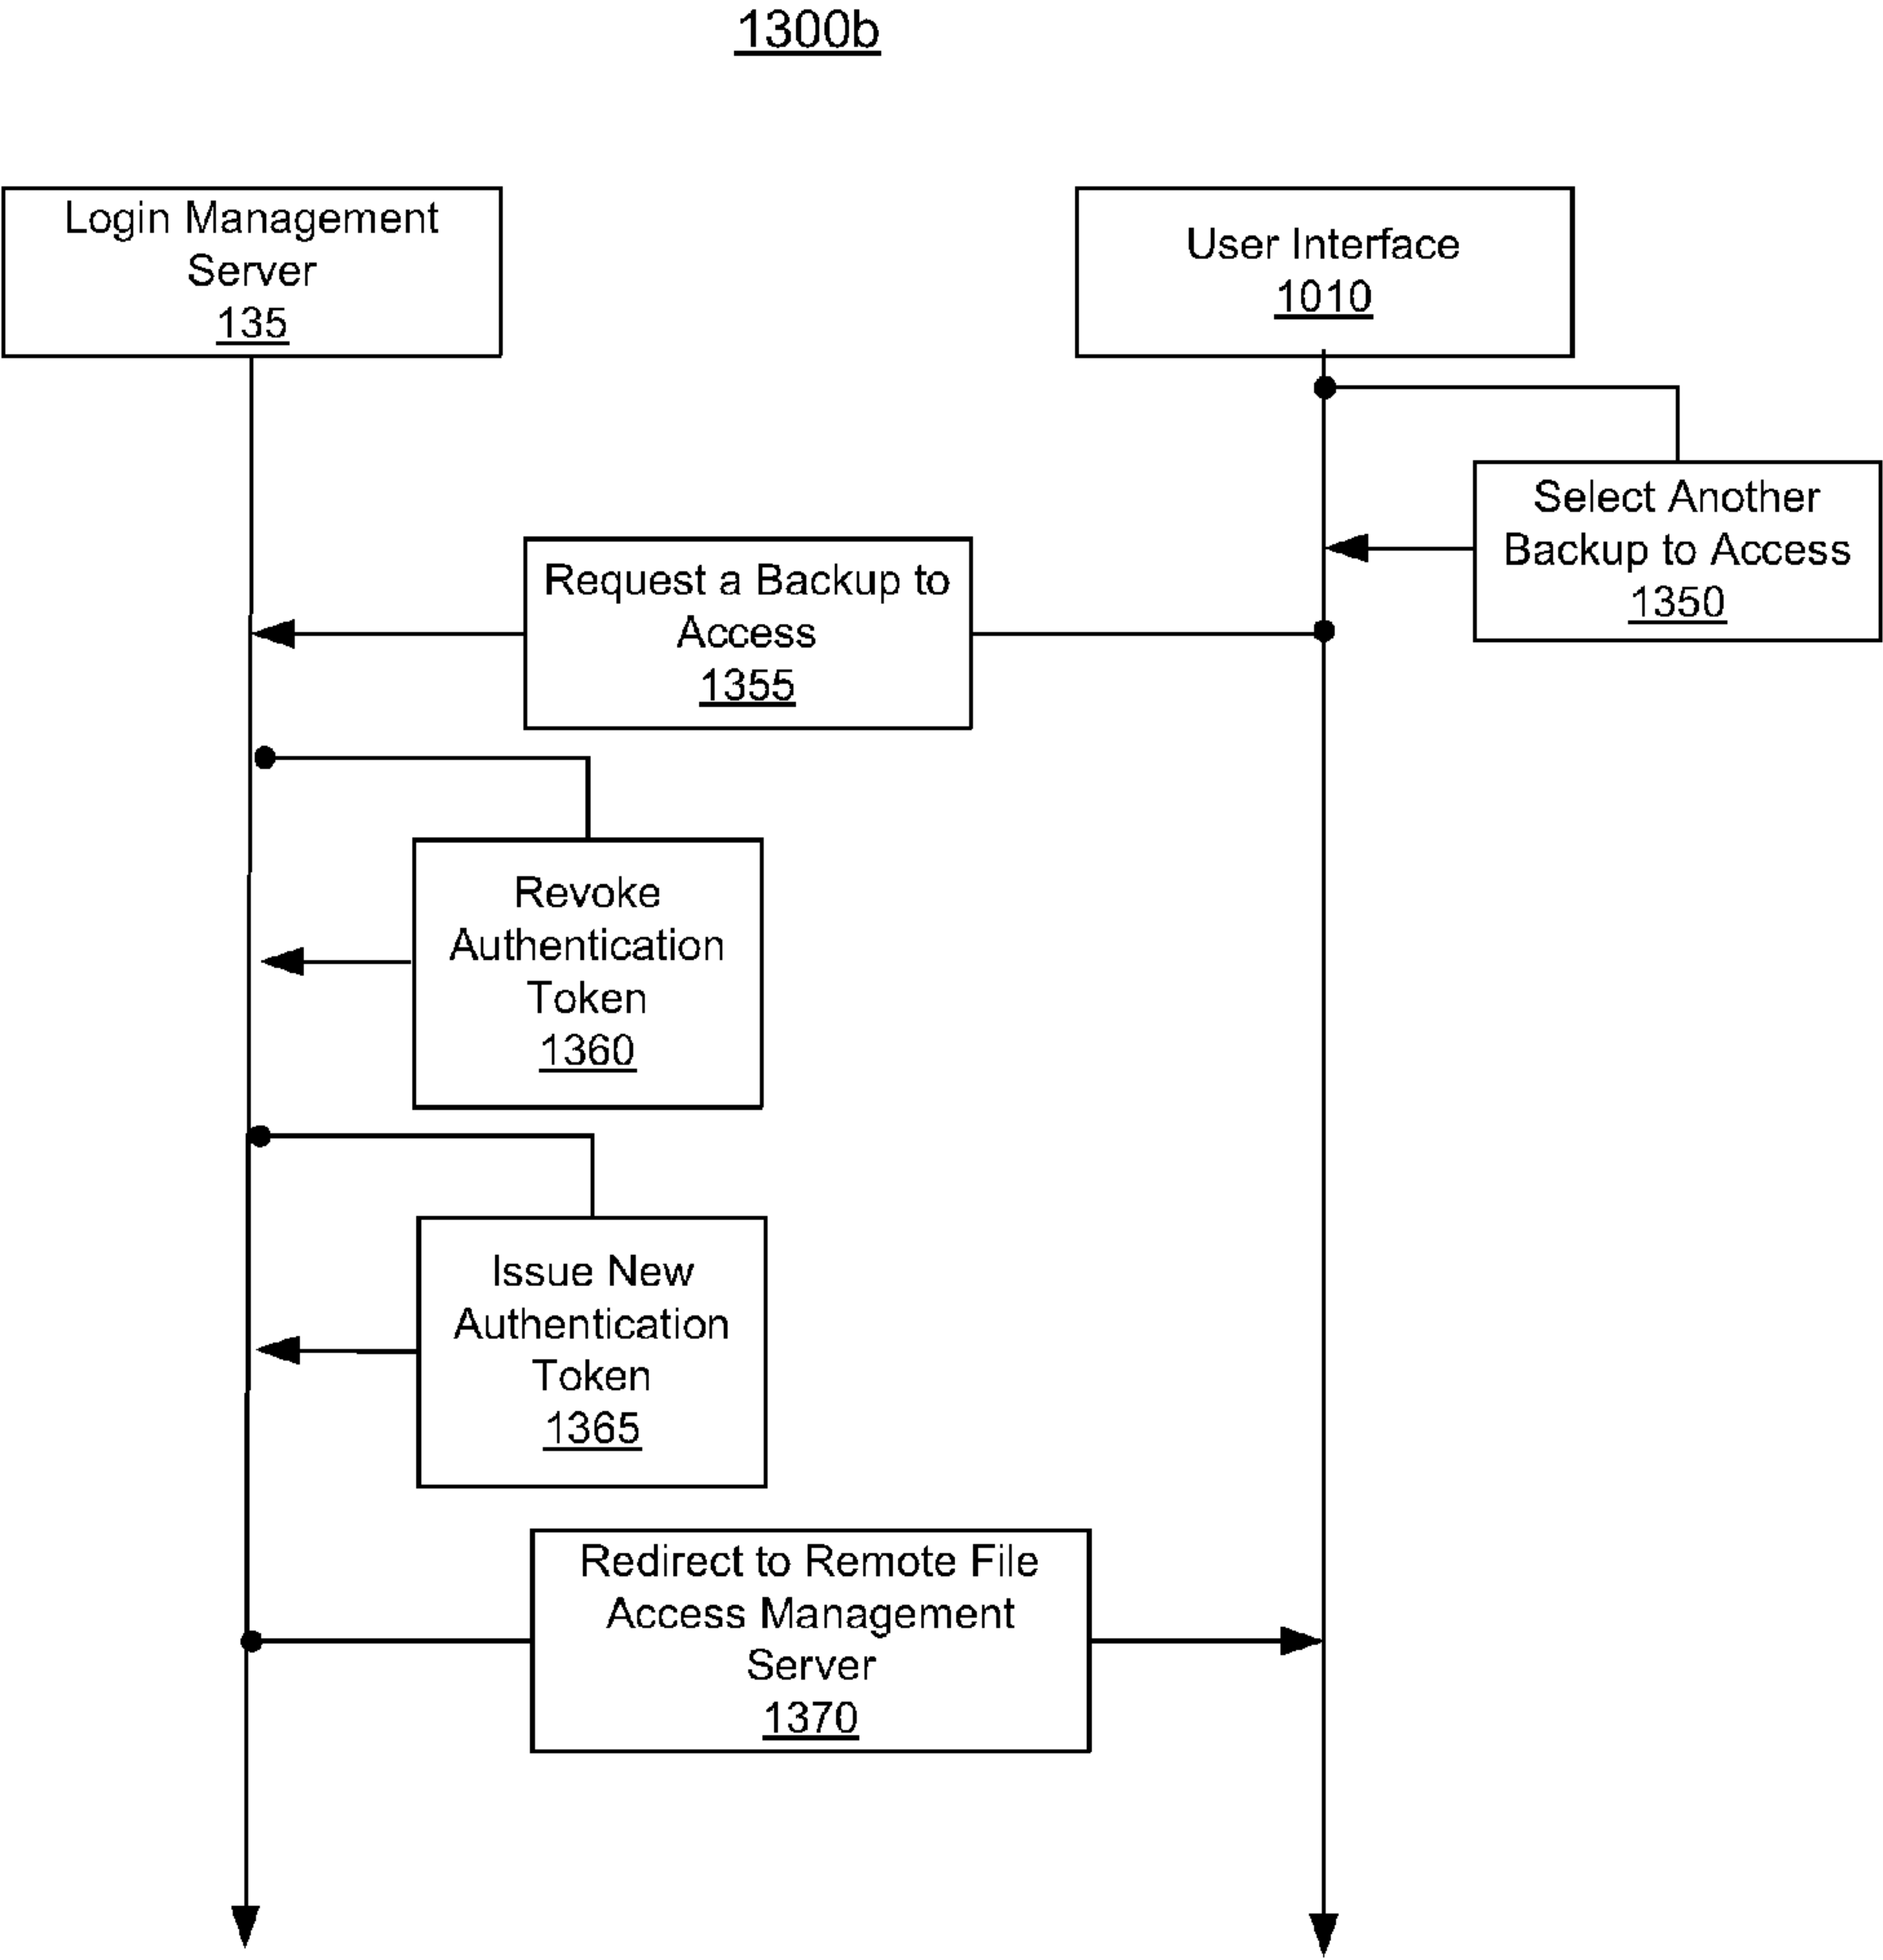 1300b
Login Management
Server
135
User Interface
1010
Select Another
Backup to Access
1350
Request a Backup to
Access
1355
Revoke
Authentication
Token
1360
Issue New
Authentication
Token
1365
Redirect to Remote File
Access Management
Server
1370